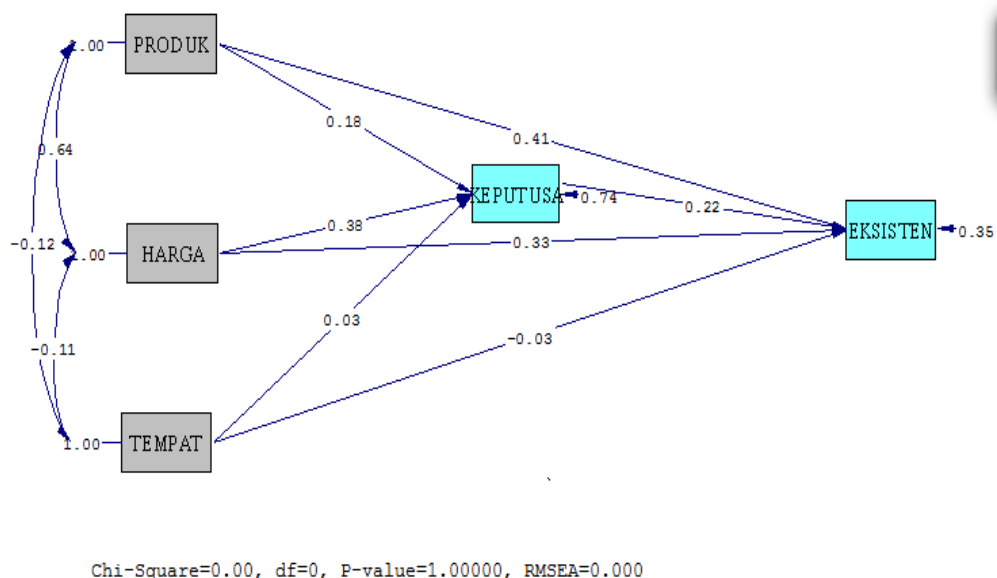 1.00 PRODUK
0.18
0.41
0.64
KEPUTUSA 0.74
0.22
0.38
-0.12
0.33
EKSISTEN 0.35
1.00 HARGA
0.03
-0.03
-0.11
1.00 TEMPAT
Chi-Square=0.00, df=0, P-value=1.00000, RMSEA=0.000